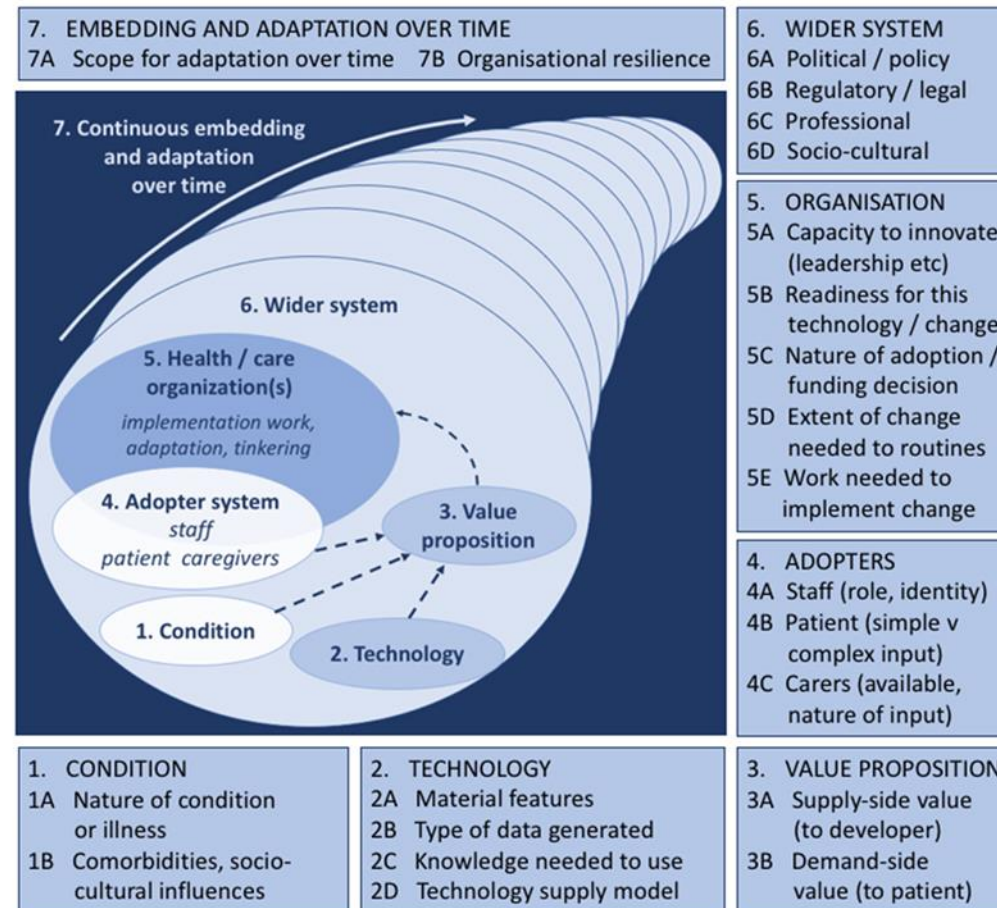 7. EMBEDDING AND ADAPTATION OVER TIME
7A Scope for adaptation over time 7B Organisational resilience
7. Continuous embedding
and adaptation
over time
6. Wider system
5. Health / care
organization(s)
implementation work,
adaptation, tinkering
4. Adopter system
staff
patient caregivers
3. Value
proposition
1. Condition
2. Technology
6. WIDER SYSTEM
6A Political / policy
6B Regulatory / legal
6C Professional
6D Socio-cultural
5. ORGANISATION
5A Capacity to innovate
(leadership etc)
5B Readiness for this
technology / change
5C Nature of adoption /
funding decision
5D Extent of change
needed to routines
5E Work needed to
implement change
4. ADOPTERS
4A Staff (role, identity)
4B Patient (simple v
complex input)
4C Carers (available,
nature of input)
1. CONDITION
1A Nature of condition
or illness
1B Comorbidities, socio-
cultural influences
2. TECHNOLOGY
2A Material features
2B Type of data generated
2C Knowledge needed to use
2D Technology supply model
3. VALUE PROPOSITION
3A Supply-side value
(to developer)
3B Demand-side
value (to patient)